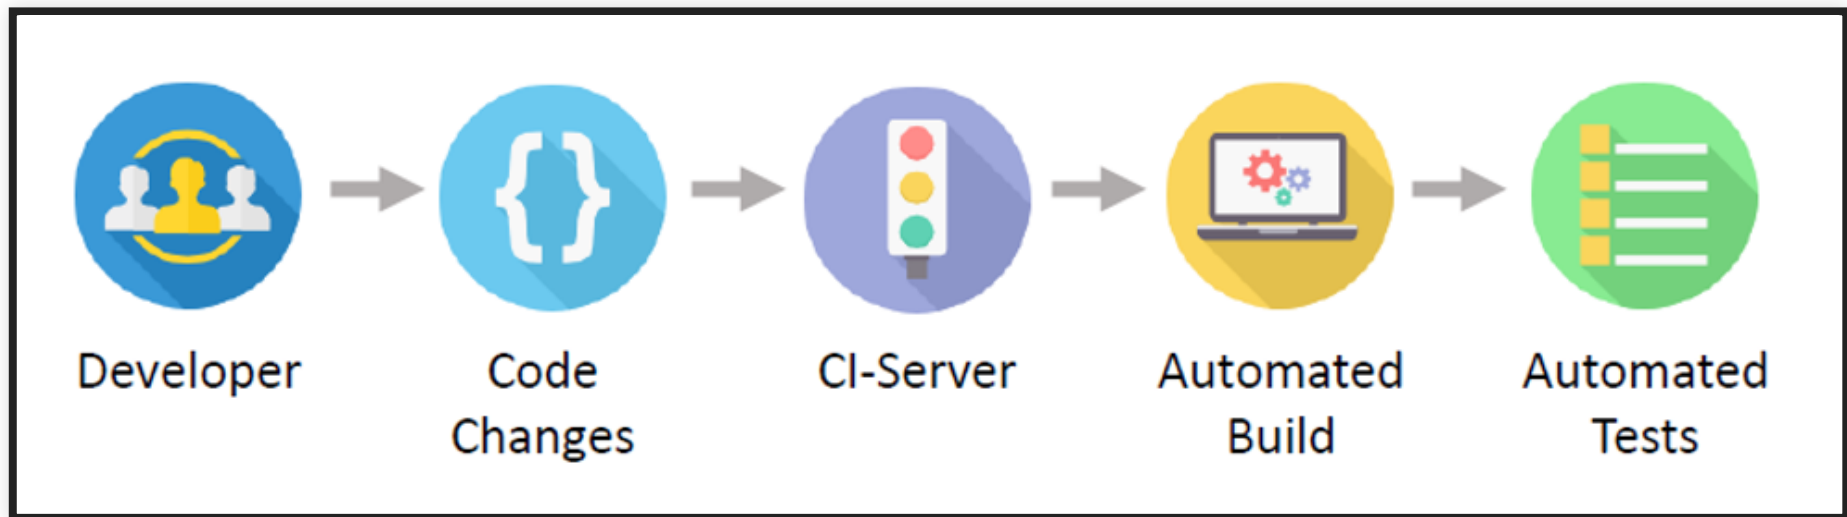 Developer
Code
Changes
CI-Server
Automated
Build
Automated
Tests